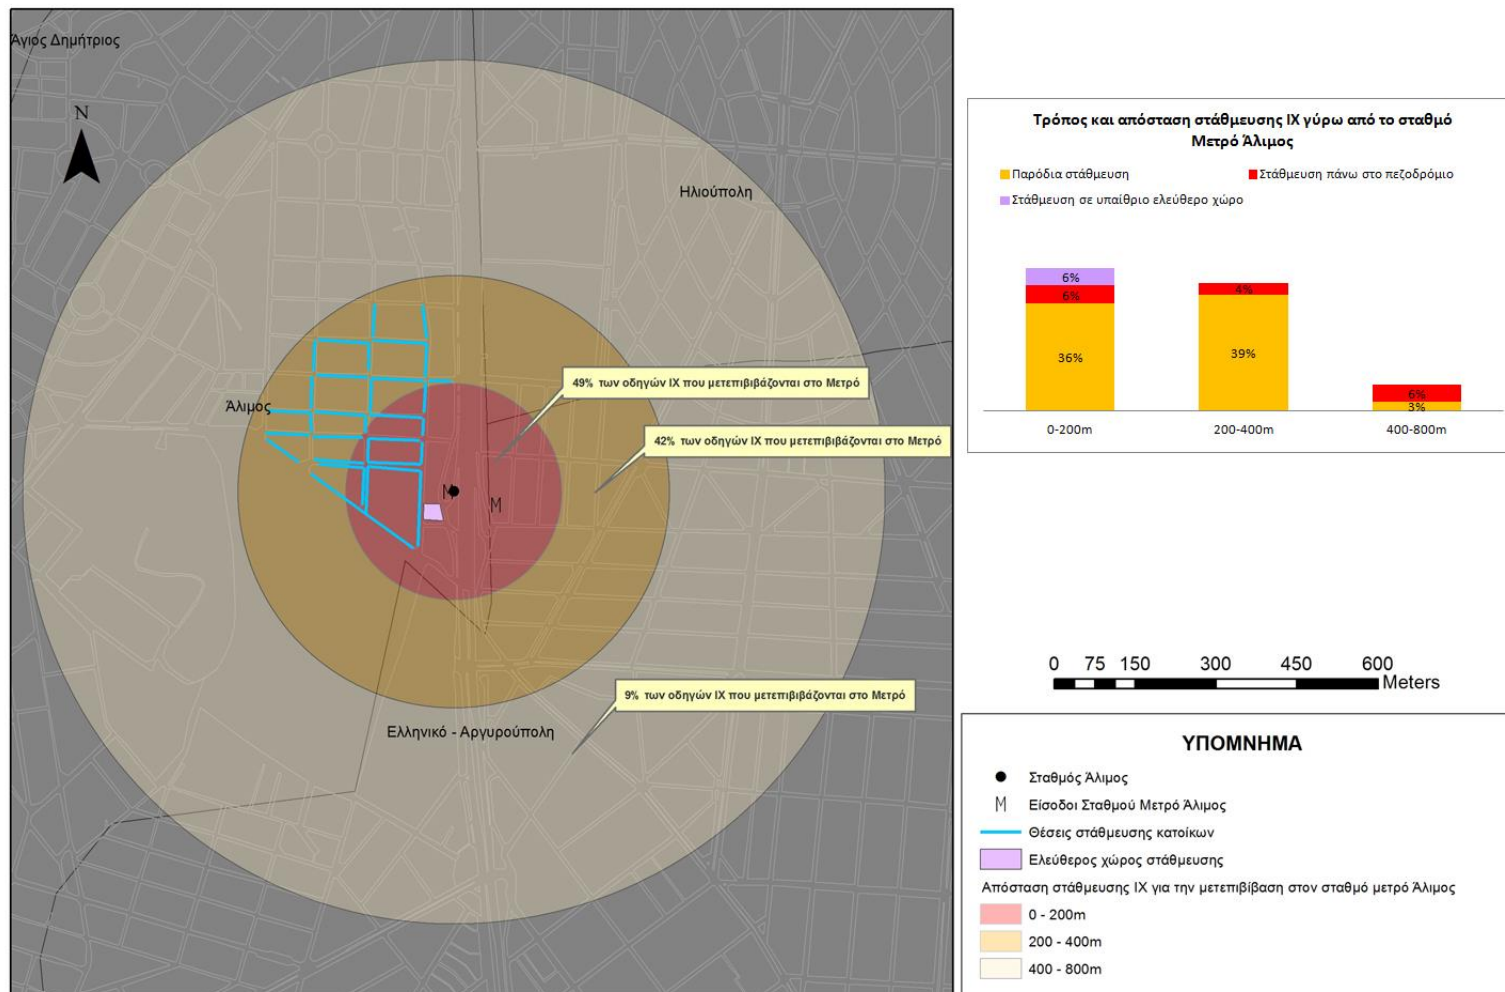 Άγιος Δημήτριος
N
Ηλιούπολη
49% των οδηγών ΙΧ που μετεπιβιβάζονται στο Μετρό
Άλιμος
42% των οδηγών ΙΧ που μετεπιβιβάζονται στο Μετρό
M
M
9% των οδηγών ΙΧ που μετεπιβιβάζονται στο Μετρό
Ελληνικό - Αργυρούπολη
Τρόπος και απόσταση στάθμευσης ΙΧ γύρω από το σταθμό
Μετρό Άλιμος
Παρόδια στάθμευση
Στάθμευση πάνω στο πεζοδρόμιο
Στάθμευση σε υπαίθριο ελεύθερο χώρο
6%
6%
36%
4%
39%
6%
3%
0-200m
200-400m
400-800m
0 75 150 300 450 600
Meters
ΥΠΟΜΝΗΜΑ
Σταθμός Άλιμος
M Είσοδοι Σταθμού Μετρό Άλιμος
Θέσεις στάθμευσης κατοίκων
Ελεύθερος χώρος στάθμευσης
Απόσταση στάθμευσης ΙΧ για την μετεπιβίβαση στον σταθμό μετρό Άλιμος
0 - 200m
200 - 400m
400 - 800m